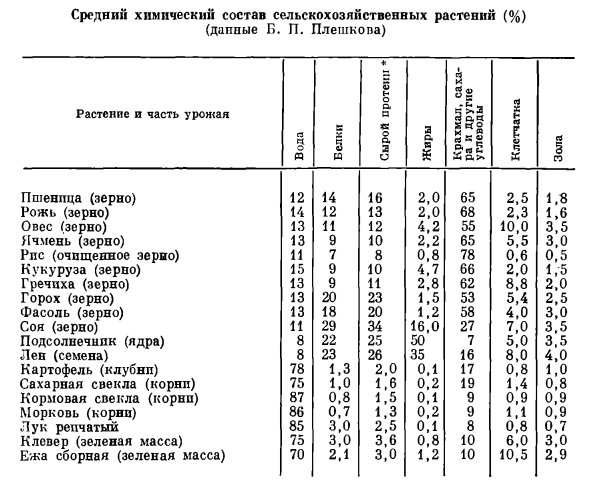 Средний химический состав сельскохозяйственных растений (%)
(данные Б. П. Плешкова)
Растение и часть урожая
Вода
Белки
Сырой протеин *
Жиры
Крахмал, саха-
ра и другие
углеводы
Клетчатка
Зола
Пшеница (зерно) 12 14 16 2,0 65 2,5 1,8
Рожь (зерно) 14 12 13 2,0 68 2,3 1,6
Овес (зерно) 13 11 12 4,2 55 10,0 3,5
Ячмень (зерно) 13 9 10 2,2 65 5,5 3,0
Рис (очищенное зерно) 11 7 8 0,8 78 0,6 0,5
Кукуруза (зерно) 15 9 10 4,7 66 2,0 1,5
Гречиха (зерно) 13 9 11 2,8 62 8,8 2,0
Горох (зерно) 13 20 23 1,5 53 5,4 2,5
Фасоль (зерно) 13 18 20 1,2 58 4,0 3,0
Соя (зерно) 11 29 34 16,0 27 7,0 3,5
Подсолнечник (ядра) 8 22 25 50 7 5,0 3,5
Лен (семена) 8 23 26 35 16 8,0 4,0
Картофель (клубни) 78 1,3 2,0 0,1 17 0,8 1,0
Сахарная свекла (корни) 75 1,0 1,6 0,2 19 1,4 0,8
Кормовая свекла (корни) 87 0,8 1,5 0,1 9 0,9 0,9
Морковь (корни) 86 0,7 1,3 0,2 9 1,1 0,9
Лук репчатый 85 3,0 2,5 0,1 8 0,8 0,7
Клевер (зеленая масса) 75 3,0 3,6 0,8 10 6,0 3,0
Ежа сборная (зеленая масса) 70 2,1 3,0 1,2 10 10,5 2,9